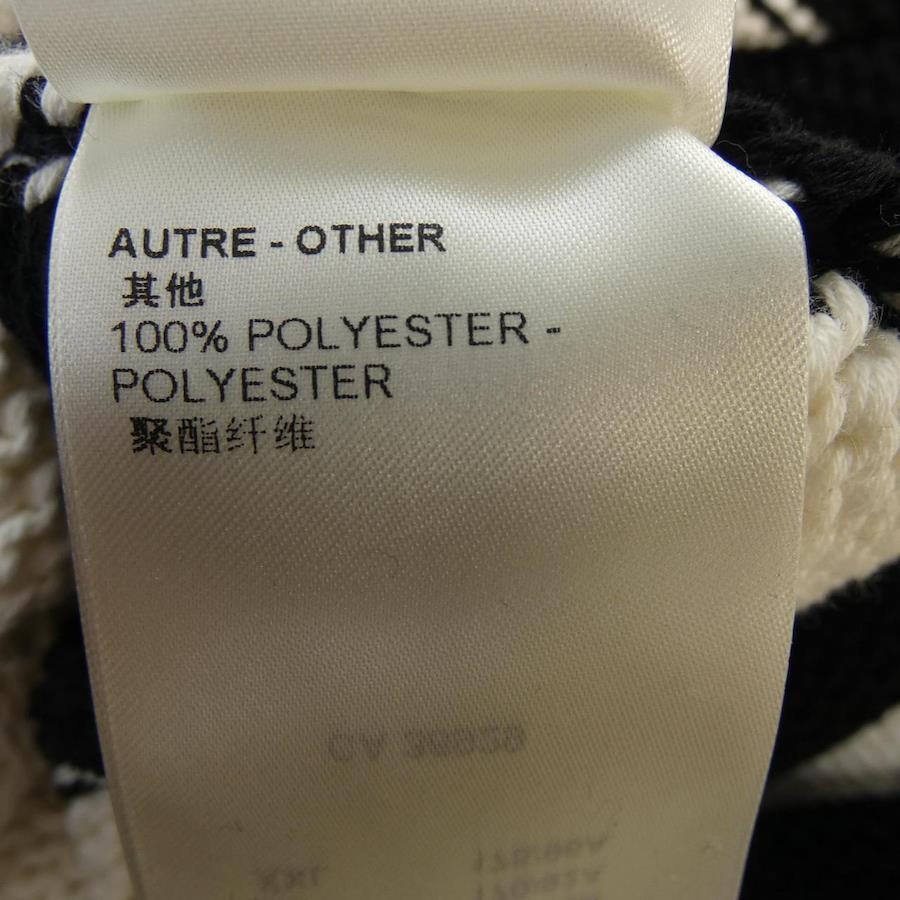 AUTRE - OTHER
其他
100% POLYESTER -
POLYESTER
聚酯纤维